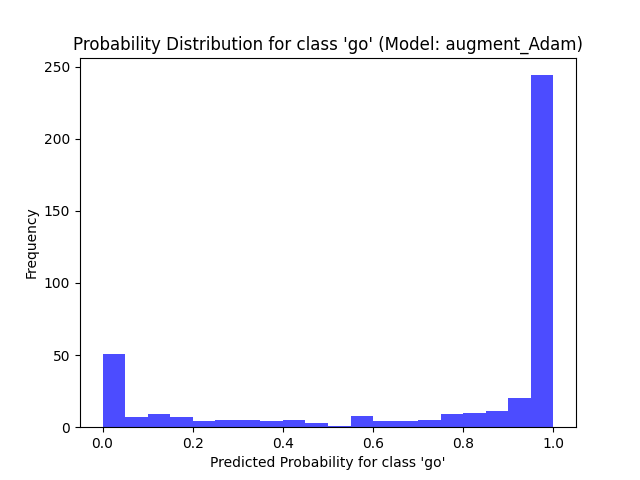 Probability Distribution for class 'go' (Model: augment_Adam)
Frequency
250
200
150
100
50
0
0.0 0.2 0.4 0.6 0.8 1.0
Predicted Probability for class 'go'